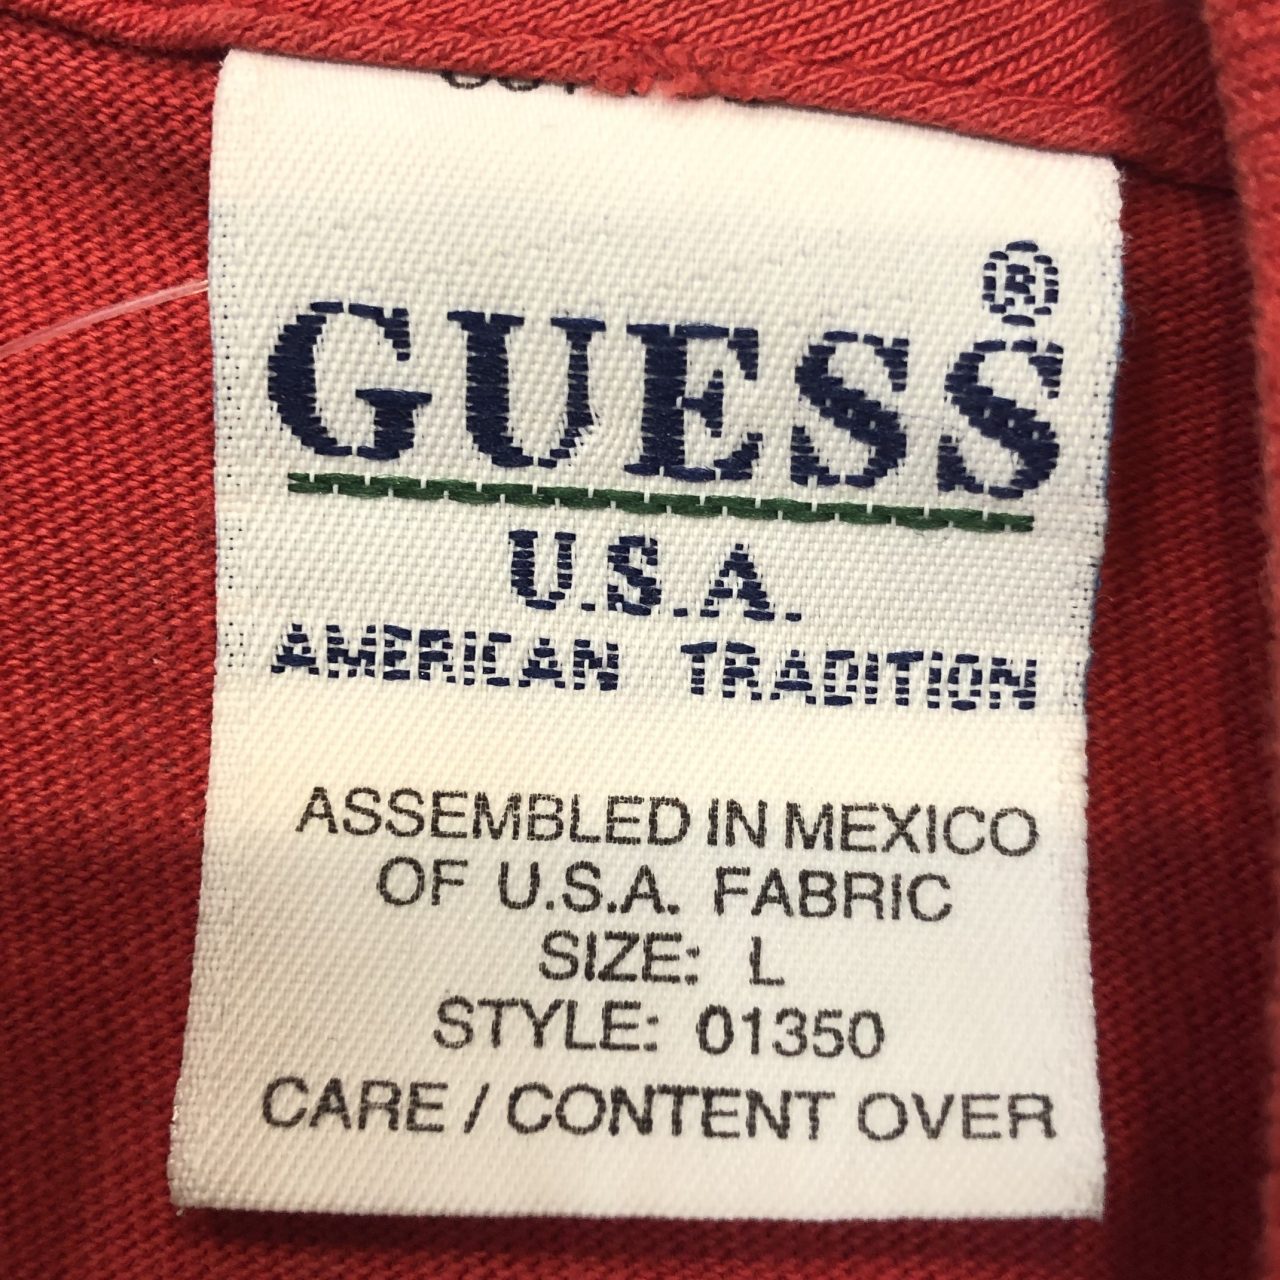 GUESS®
U.S.A.
AMERICAN TRADITION
ASSEMBLED IN MEXICO
OF U.S.A. FABRIC
SIZE: L
STYLE: 01350
CARE / CONTENT OVER